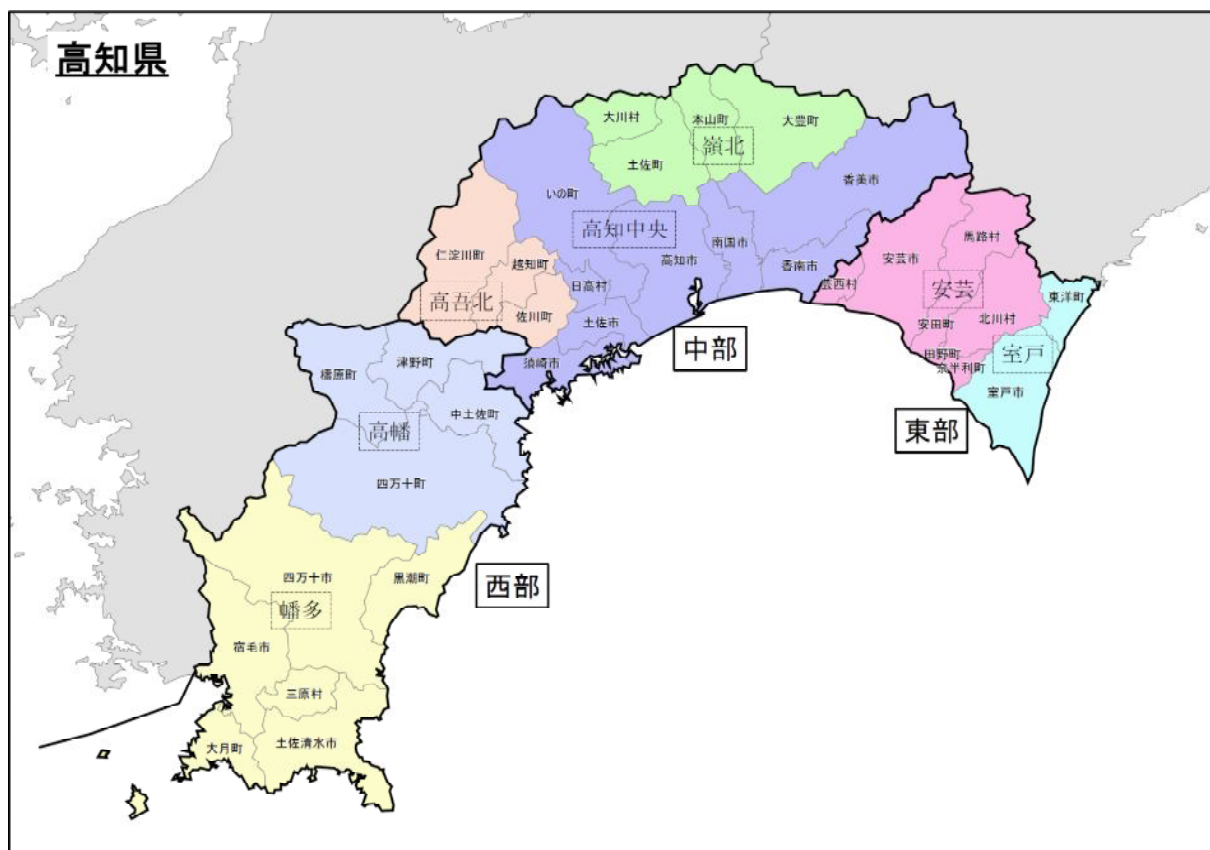 高知県
大川村
本山町
大豊町
嶺北
土佐町
いの町
香美市
高知中央
南国市
高知市
香南市
仁淀川町
越知町
日高村
高吾北
佐川町
土佐市
須崎市
中部
馬路村
安芸市
芸西村
安芸
東洋町
安田町
北川村
田野町
奈半利町
室戸
室戸市
東部
津野町
檮原町
中土佐町
高幡
四万十町
西部
四万十市
黒潮町
幡多
宿毛市
三原村
大月町
土佐清水市